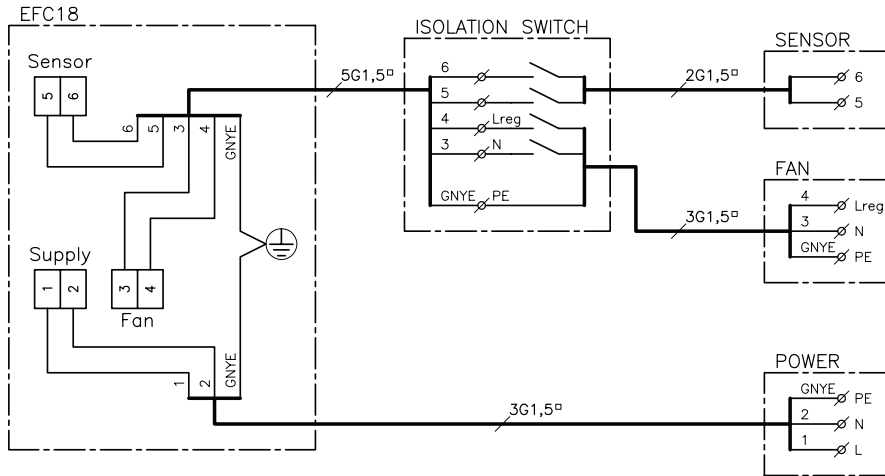 EFC18
Sensor
5 6
6 5 3 4 GNYE
Supply
1 2
3 4
Fan
1 2 GNYE
5G1,5▫
ISOLATION SWITCH
6
5
4 Lreg
3 N
GNYE PE
2G1,5▫
SENSOR
6
5
3G1,5▫
FAN
4 Lreg
3 N
GNYE PE
3G1,5▫
POWER
GNYE PE
2 N
1 L